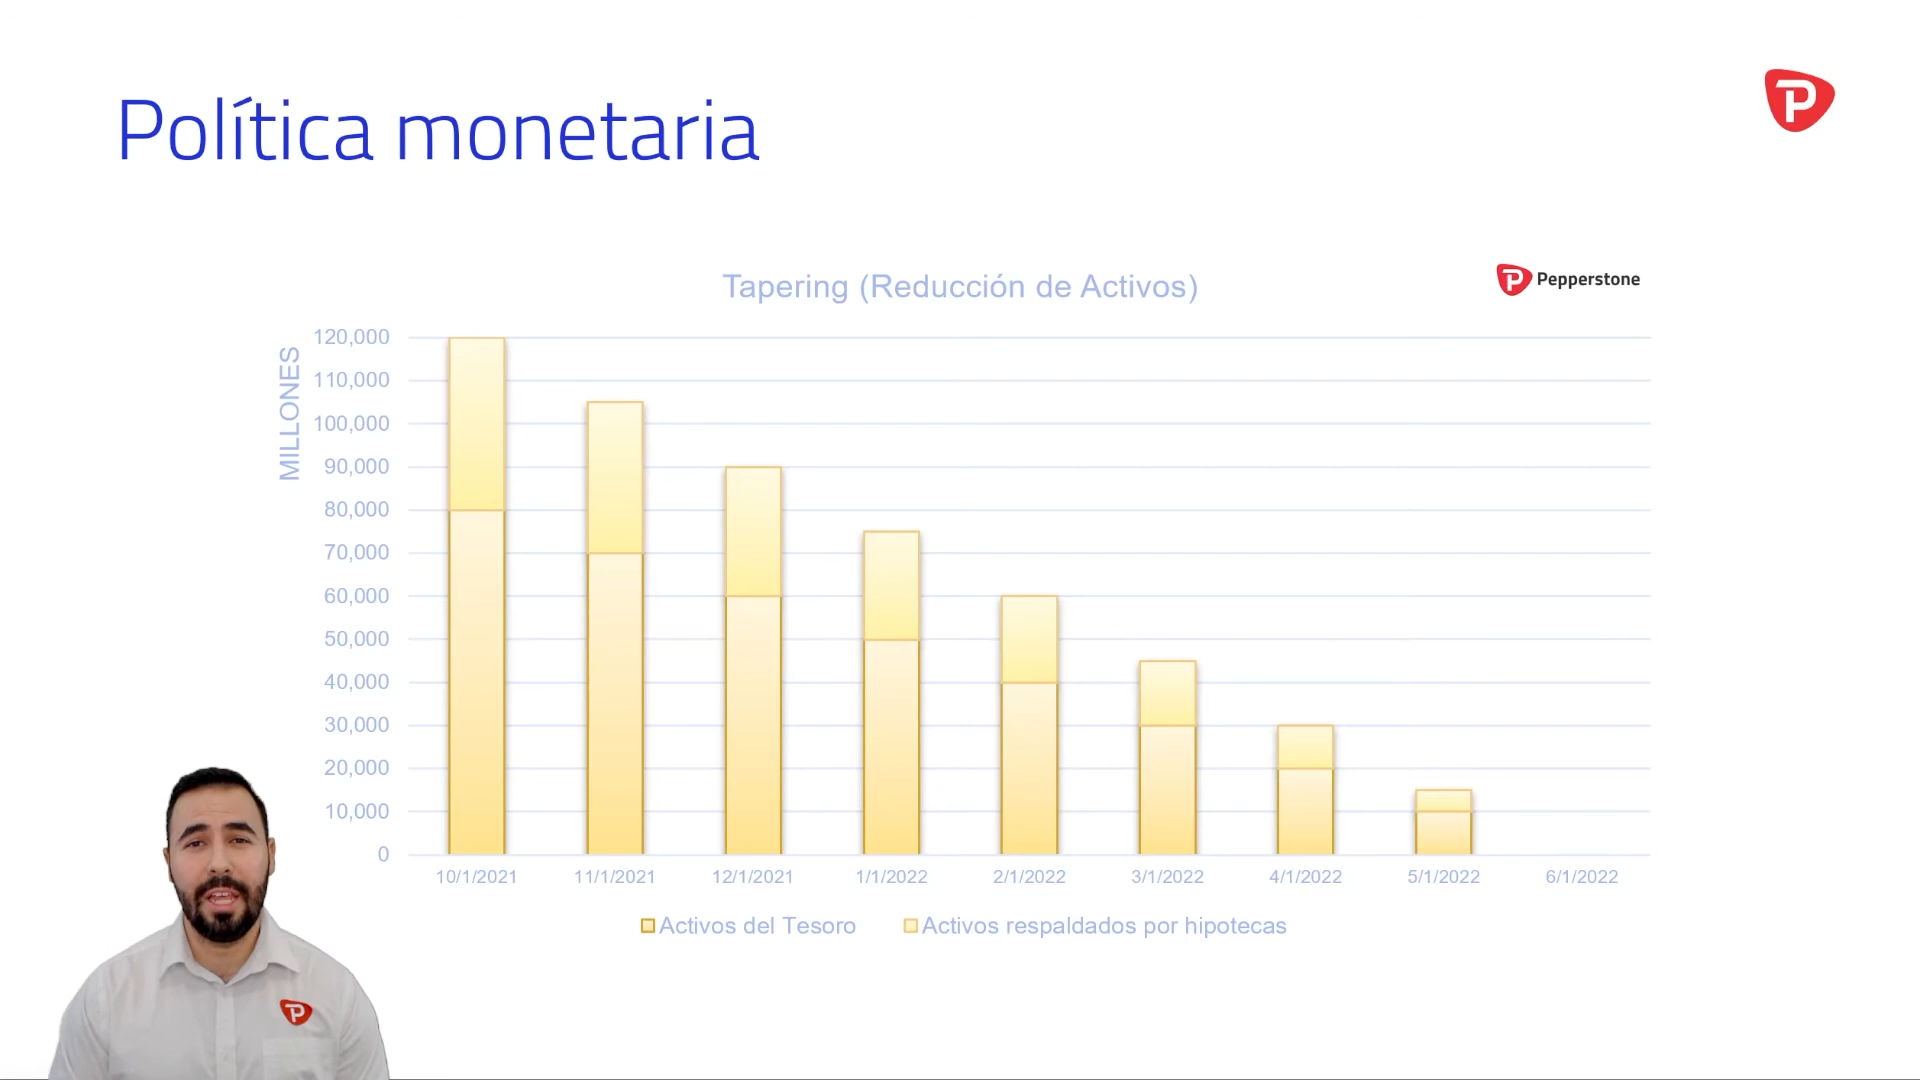 Política monetaria
Tapering (Reducción de Activos)
Pepperstone
MILLONES
120,000
110,000
100,000
90,000
80,000
70,000
60,000
50,000
40,000
30,000
20,000
10,000
0
10/1/2021 11/1/2021 12/1/2021 1/1/2022 2/1/2022 3/1/2022 4/1/2022 5/1/2022 6/1/2022
Activos del Tesoro Activos respaldados por hipotecas